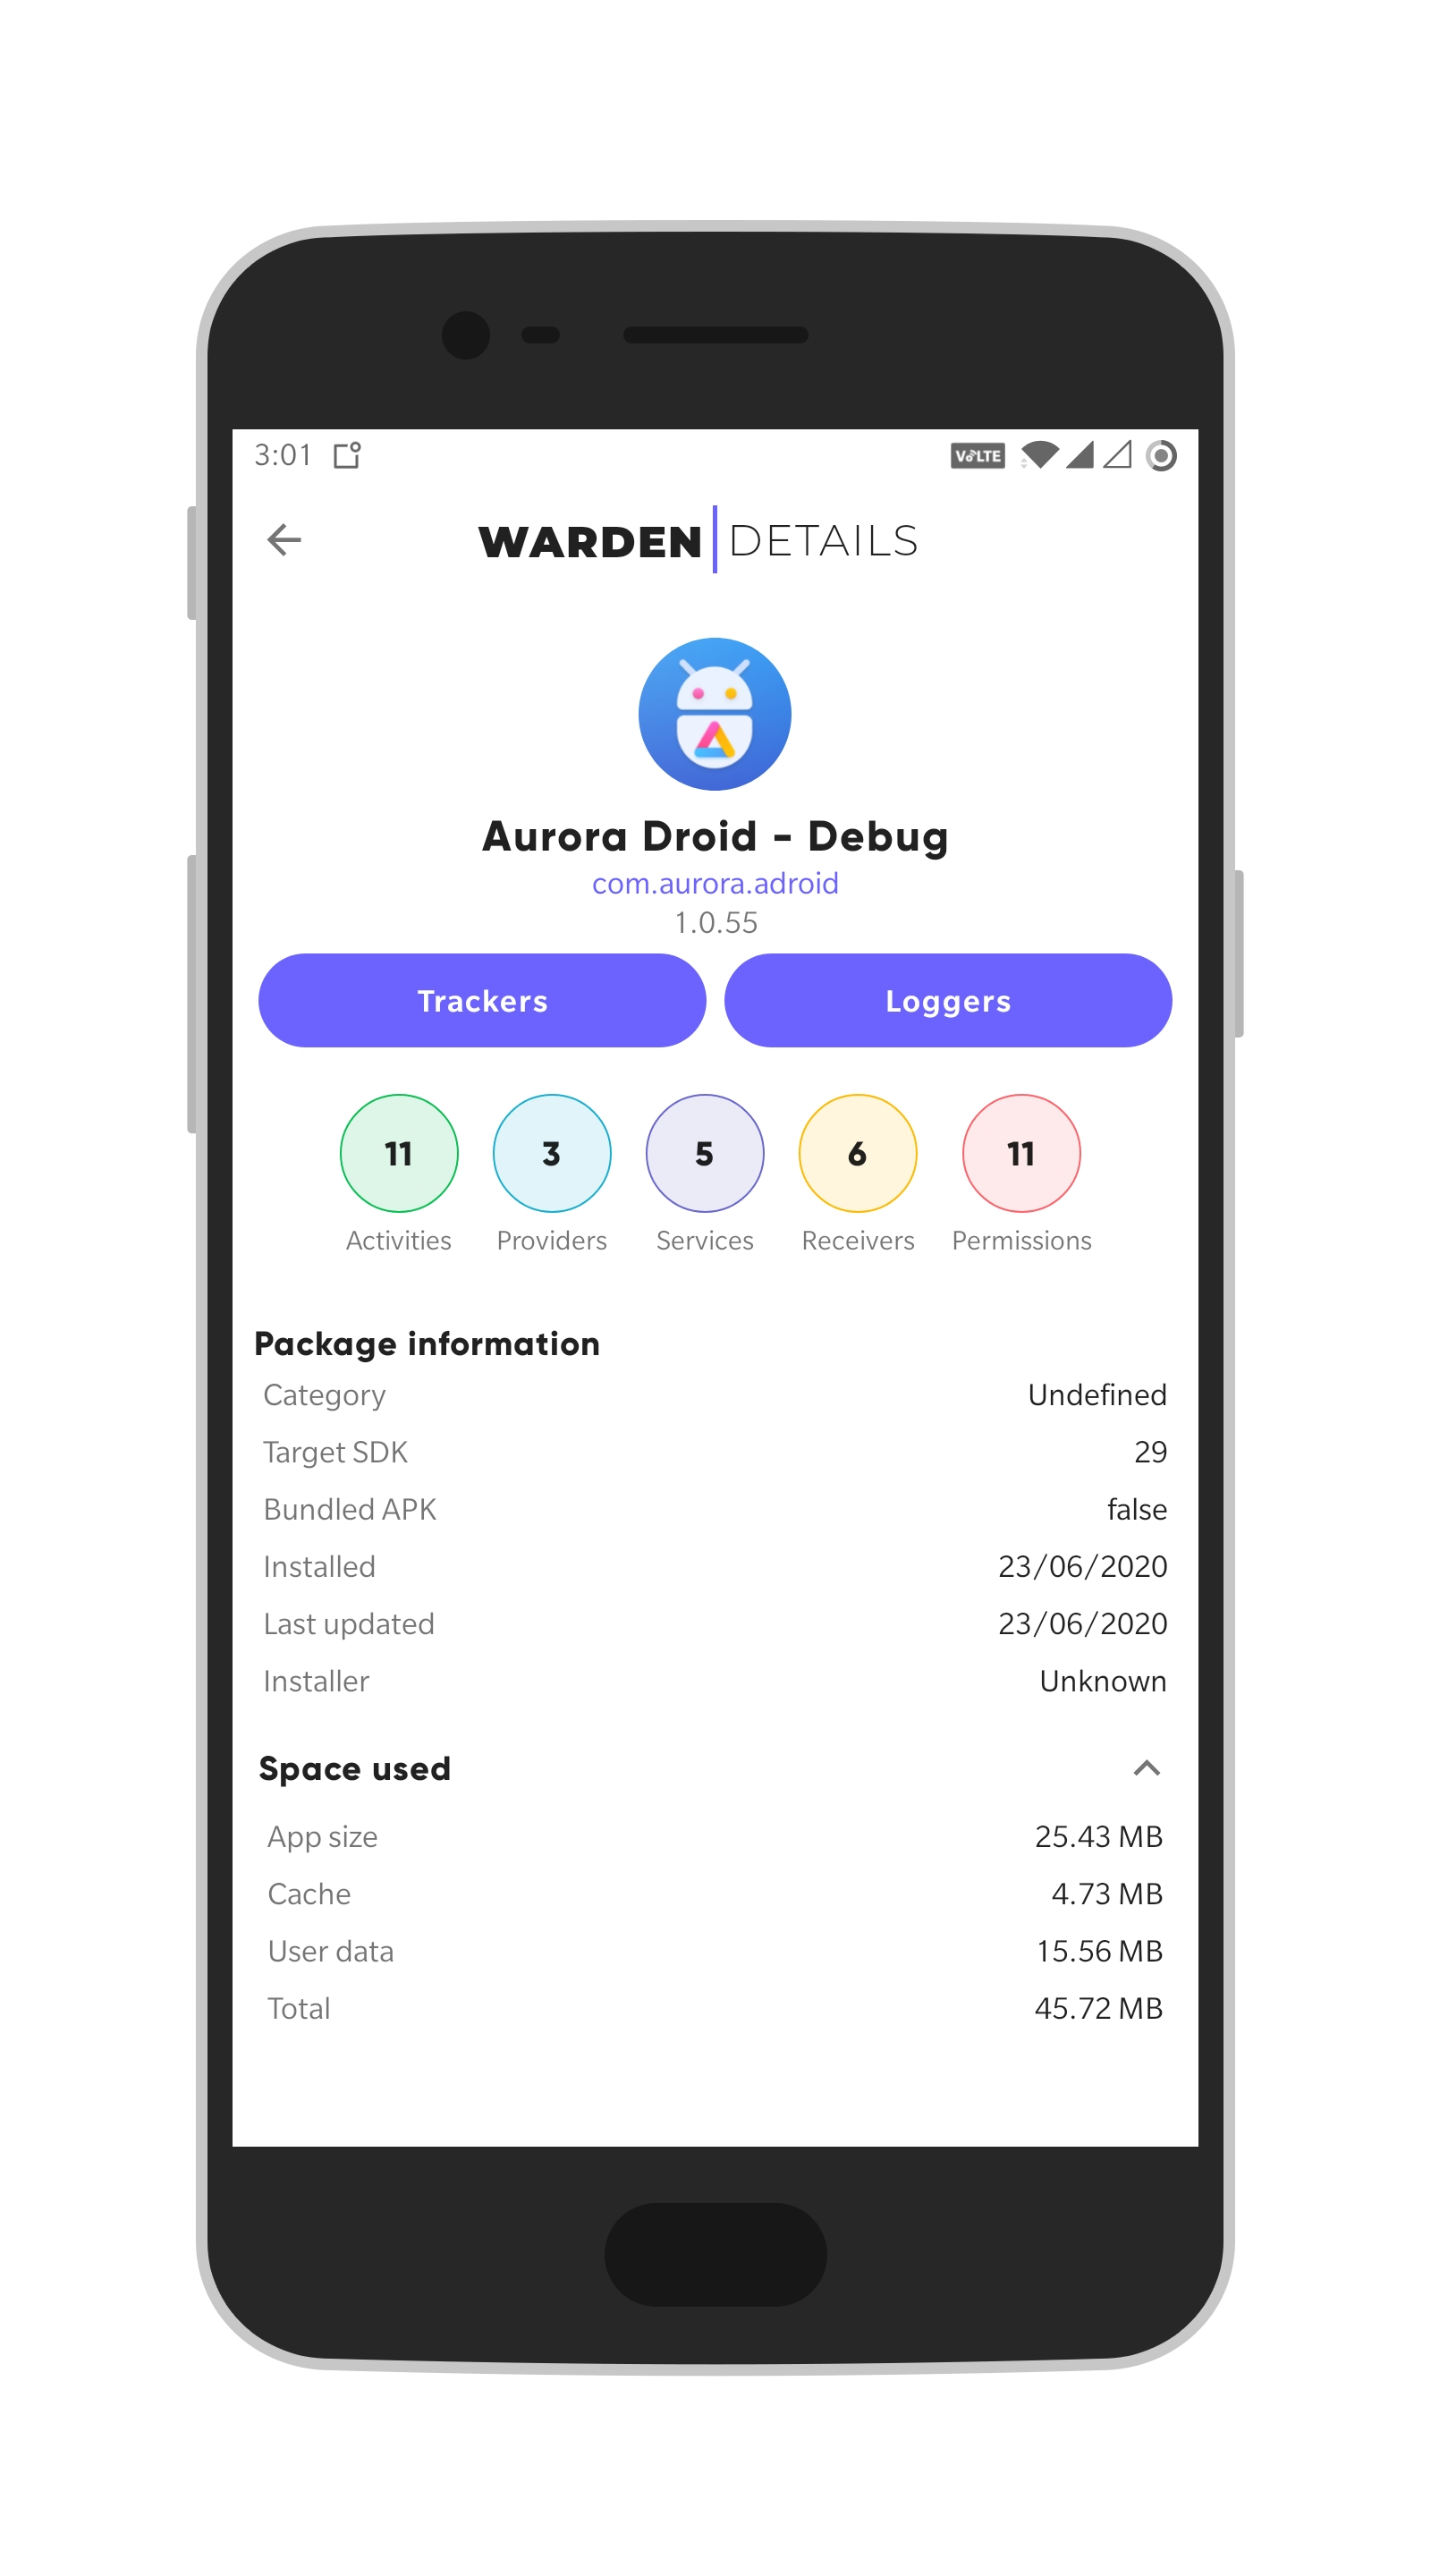 3:01 VoLTE
WARDEN DETAILS
Aurora Droid - Debug
com.aurora.adroid
1.0.55
Trackers Loggers
11 3 5 6 11
Activities Providers Services Receivers Permissions
Package information
Category Undefined
Target SDK 29
Bundled APK false
Installed 23/06/2020
Last updated 23/06/2020
Installer Unknown
Space used
App size 25.43 MB
Cache 4.73 MB
User data 15.56 MB
Total 45.72 MB